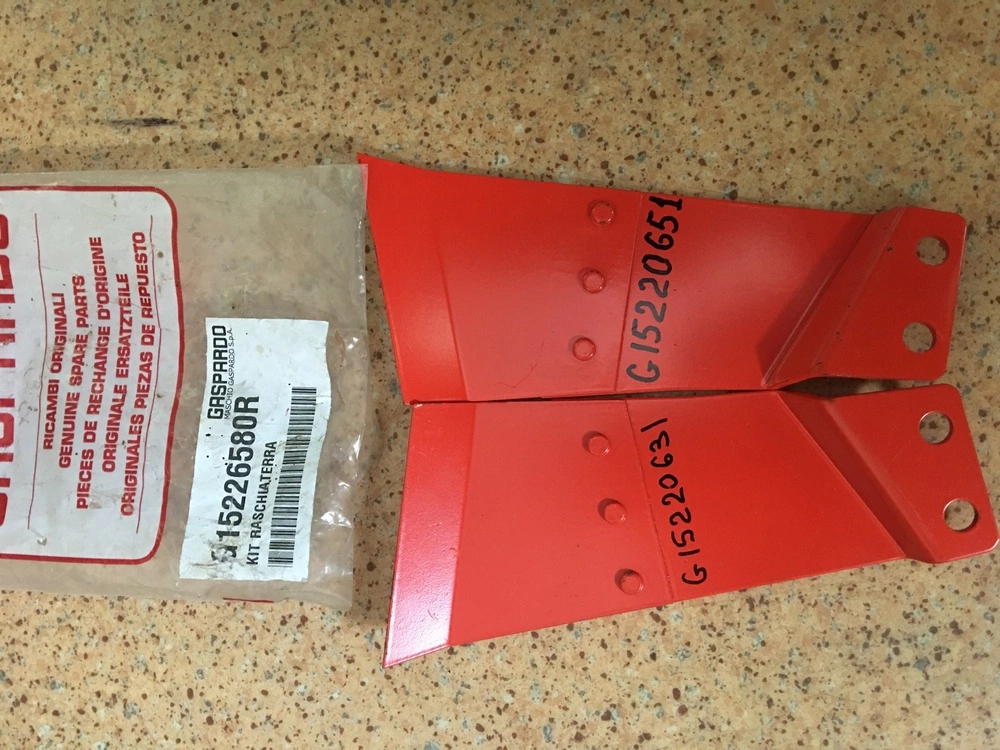 RICAMBI ORIGINALI
GENUINE SPARE PARTS
PIECES DE RECHANGE D'ORIGINE
ORIGINALE ERSATZTEILE
ORIGINALES PIEZAS DE REPUESTO
GASPARDO
MASCHIO GASPARDO S.p.A.
G15226580R
KIT RASCHIATERRA
G15220651
G15220631